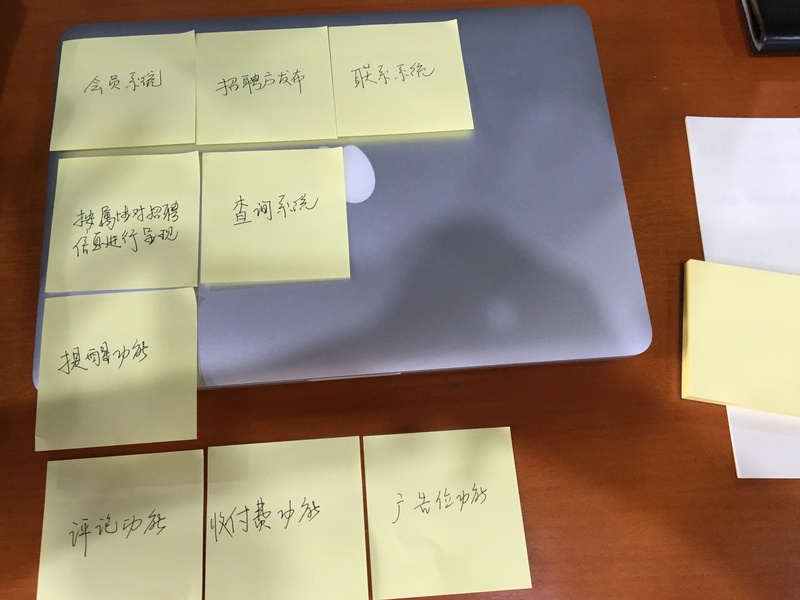 会员系统
招聘方发布
联系系统
按属性对招聘
信息进行呈现
查询系统
提醒功能
评论功能
收付费功能
广告位功能